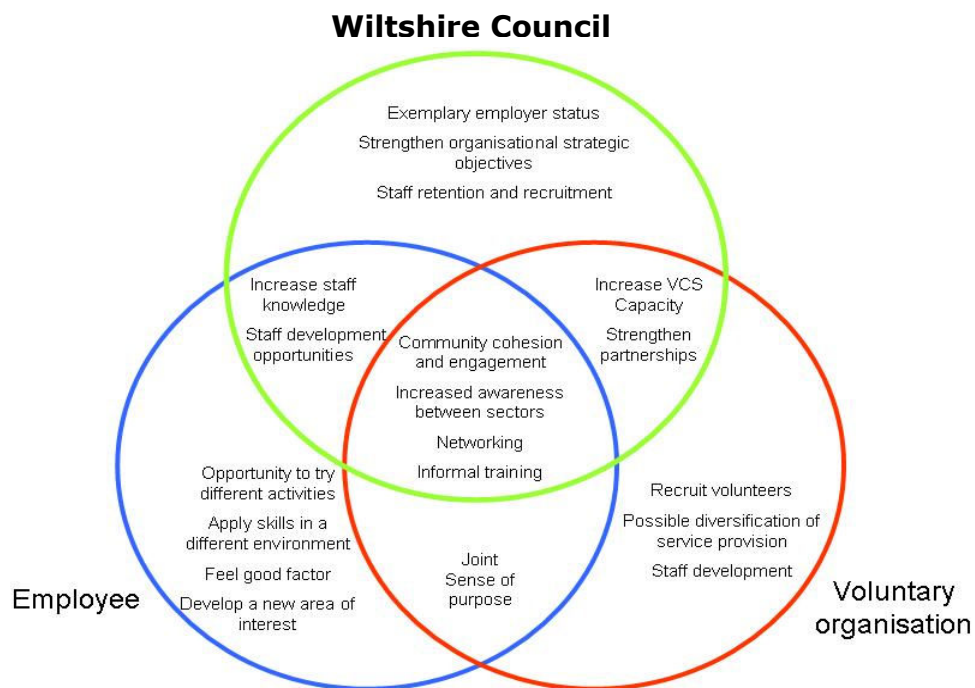 Wiltshire Council
Exemplary employer status
Strengthen organisational strategic
objectives
Staff retention and recruitment
Increase staff
knowledge
Staff development
opportunities
Increase VCS
Capacity
Strengthen
partnerships
Community cohesion
and engagement
Increased awareness
between sectors
Networking
Informal training
Opportunity to try
different activities
Apply skills in a
different environment
Feel good factor
Develop a new area of
interest
Joint
Sense of
purpose
Recruit volunteers
Possible diversification of
service provision
Staff development
Employee
Voluntary
organisation